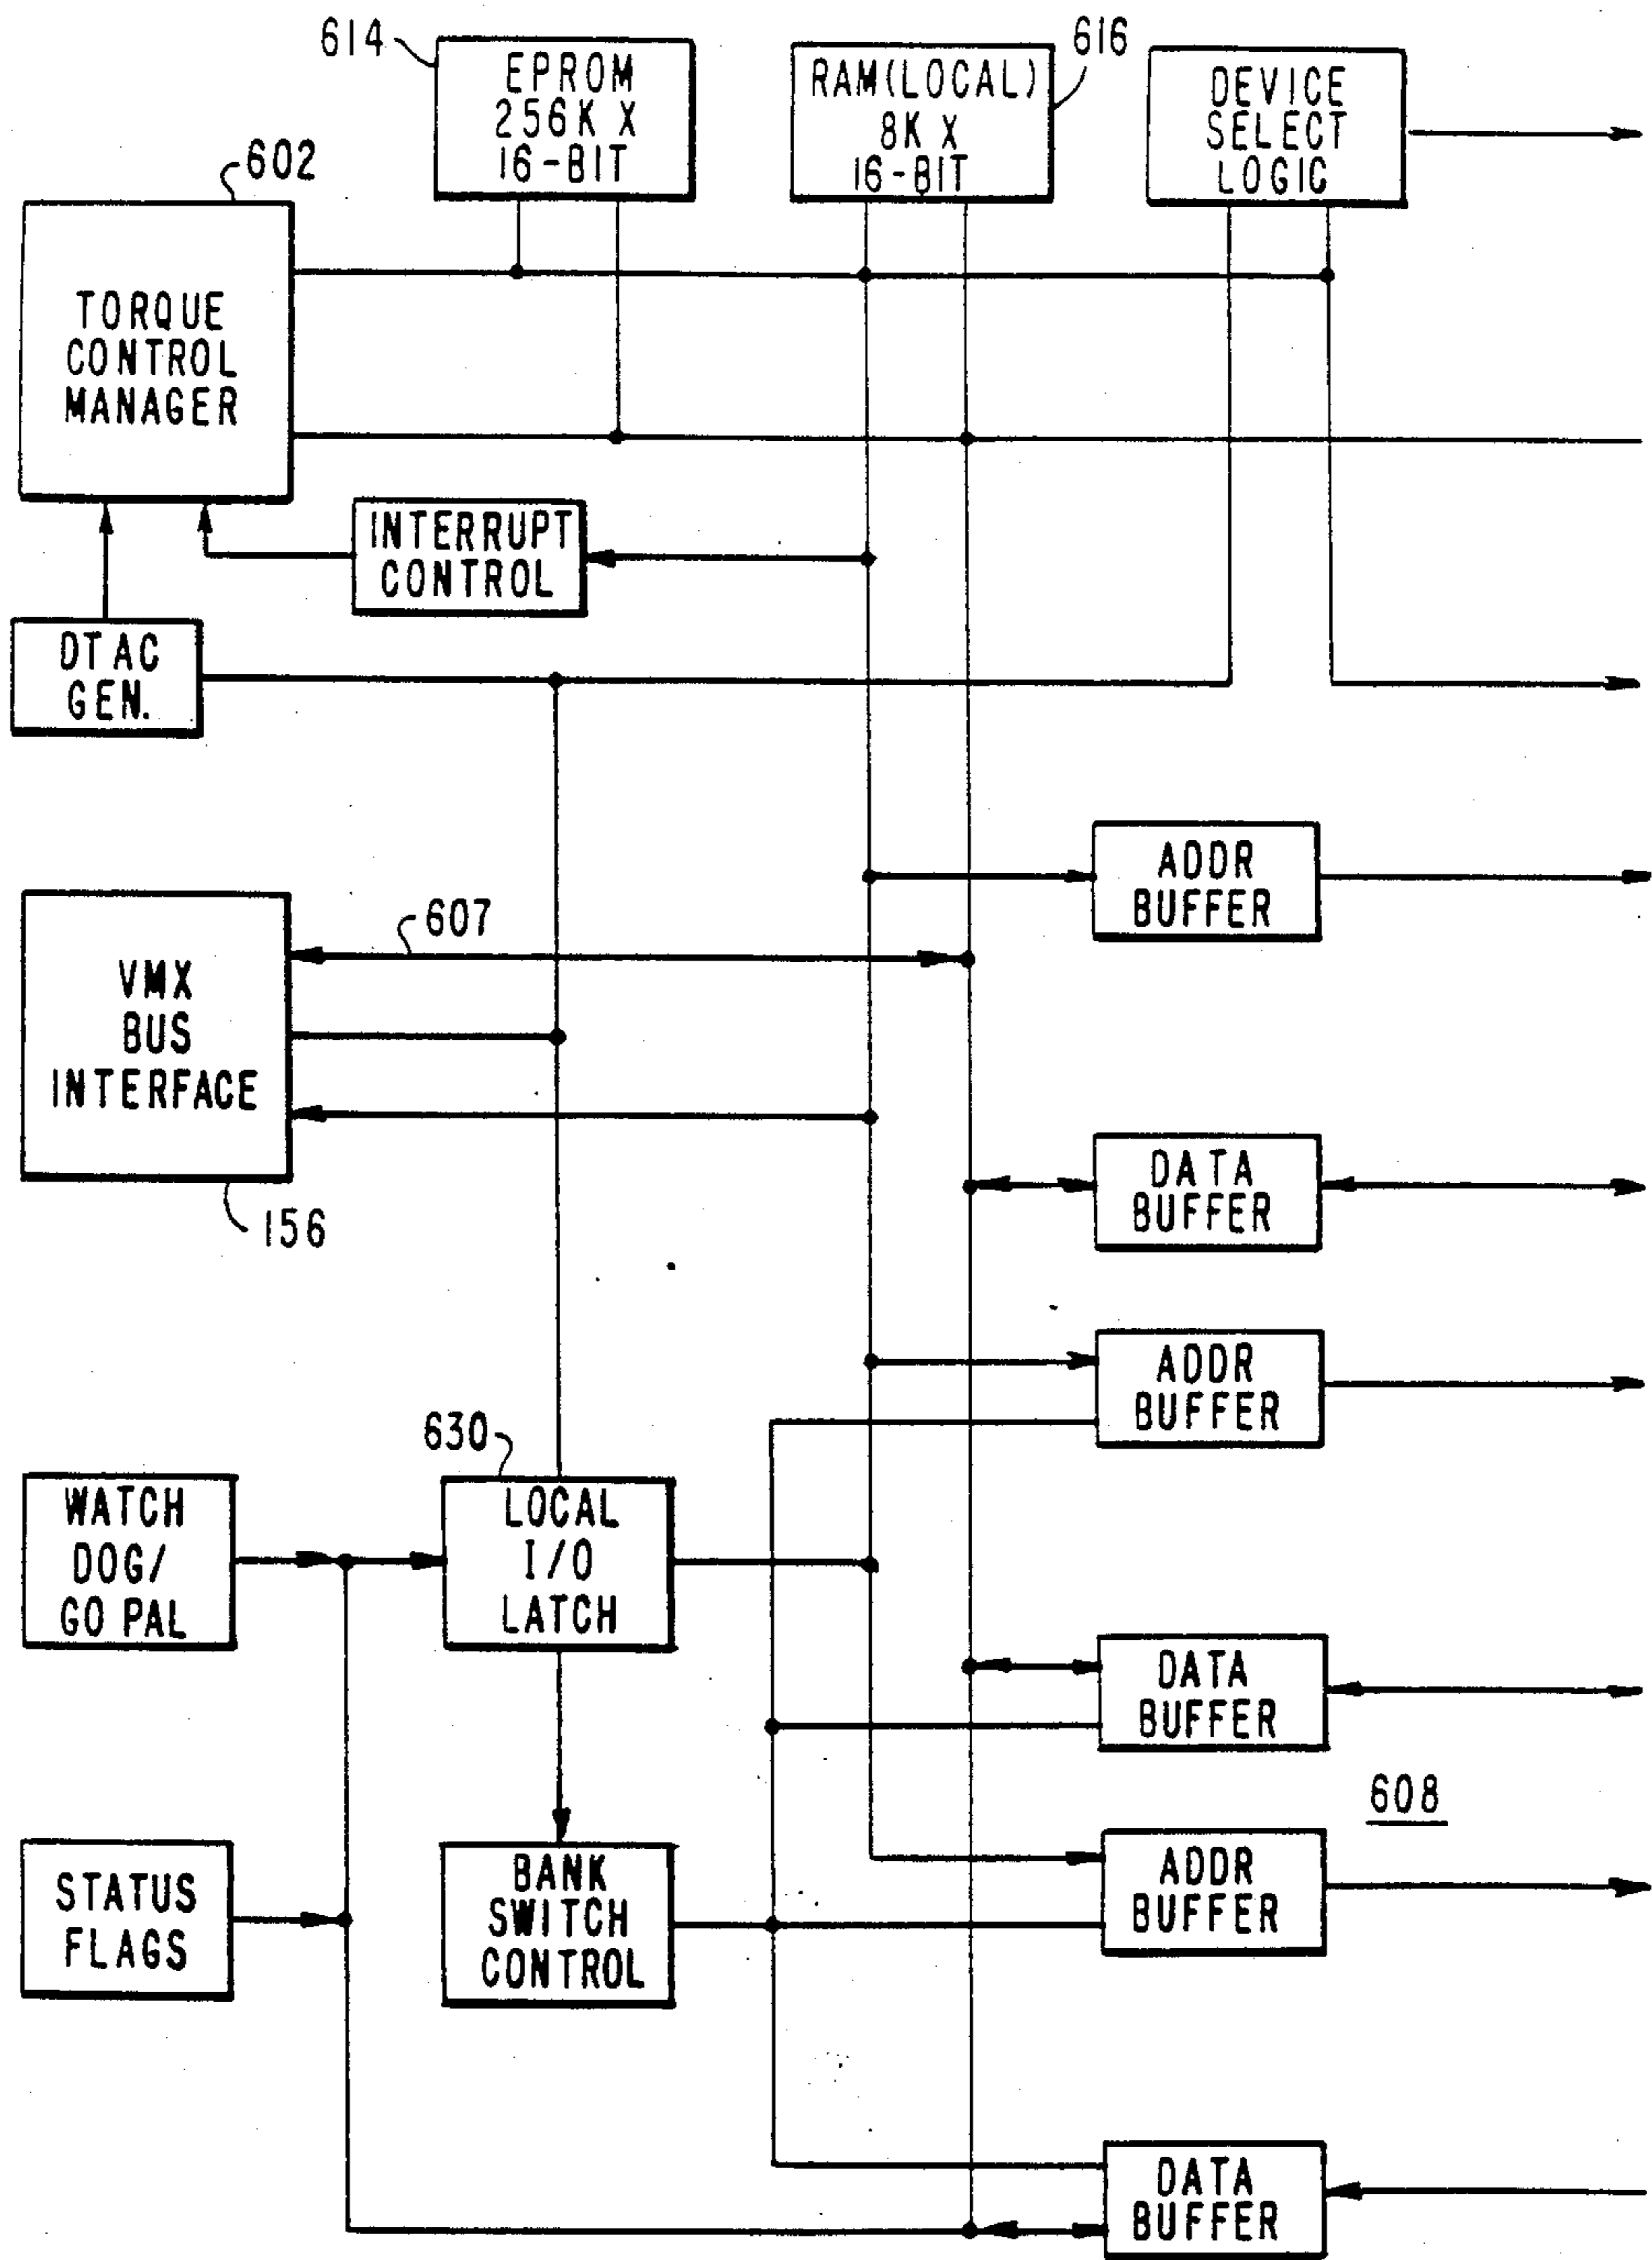 614
EPROM
256K X
16-BIT
RAM(LOCAL)
8K X
16-BIT
616
DEVICE
SELECT
LOGIC
602
TORQUE
CONTROL
MANAGER
INTERRUPT
CONTROL
DTAC
GEN.
ADDR
BUFFER
607
VMX
BUS
INTERFACE
156
DATA
BUFFER
ADDR
BUFFER
630
WATCH
DOG/
GO PAL
LOCAL
I/O
LATCH
DATA
BUFFER
608
STATUS
FLAGS
BANK
SWITCH
CONTROL
ADDR
BUFFER
DATA
BUFFER